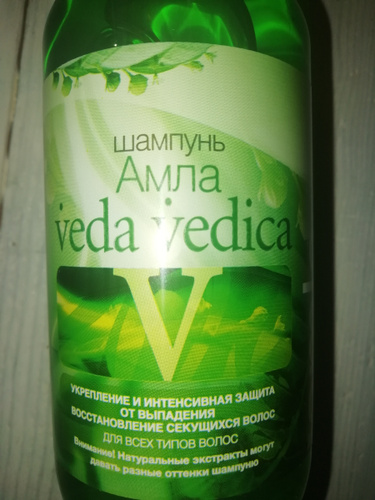 шампунь
Амла
veda vedica
V
УКРЕПЛЕНИЕ И ИНТЕНСИВНАЯ ЗАЩИТА
ОТ ВЫПАДЕНИЯ
ВОССТАНОВЛЕНИЕ СЕКУЩИХСЯ ВОЛОС
ДЛЯ ВСЕХ ТИПОВ ВОЛОС
Внимание! Натуральные экстракты могут
давать разные оттенки шампуню